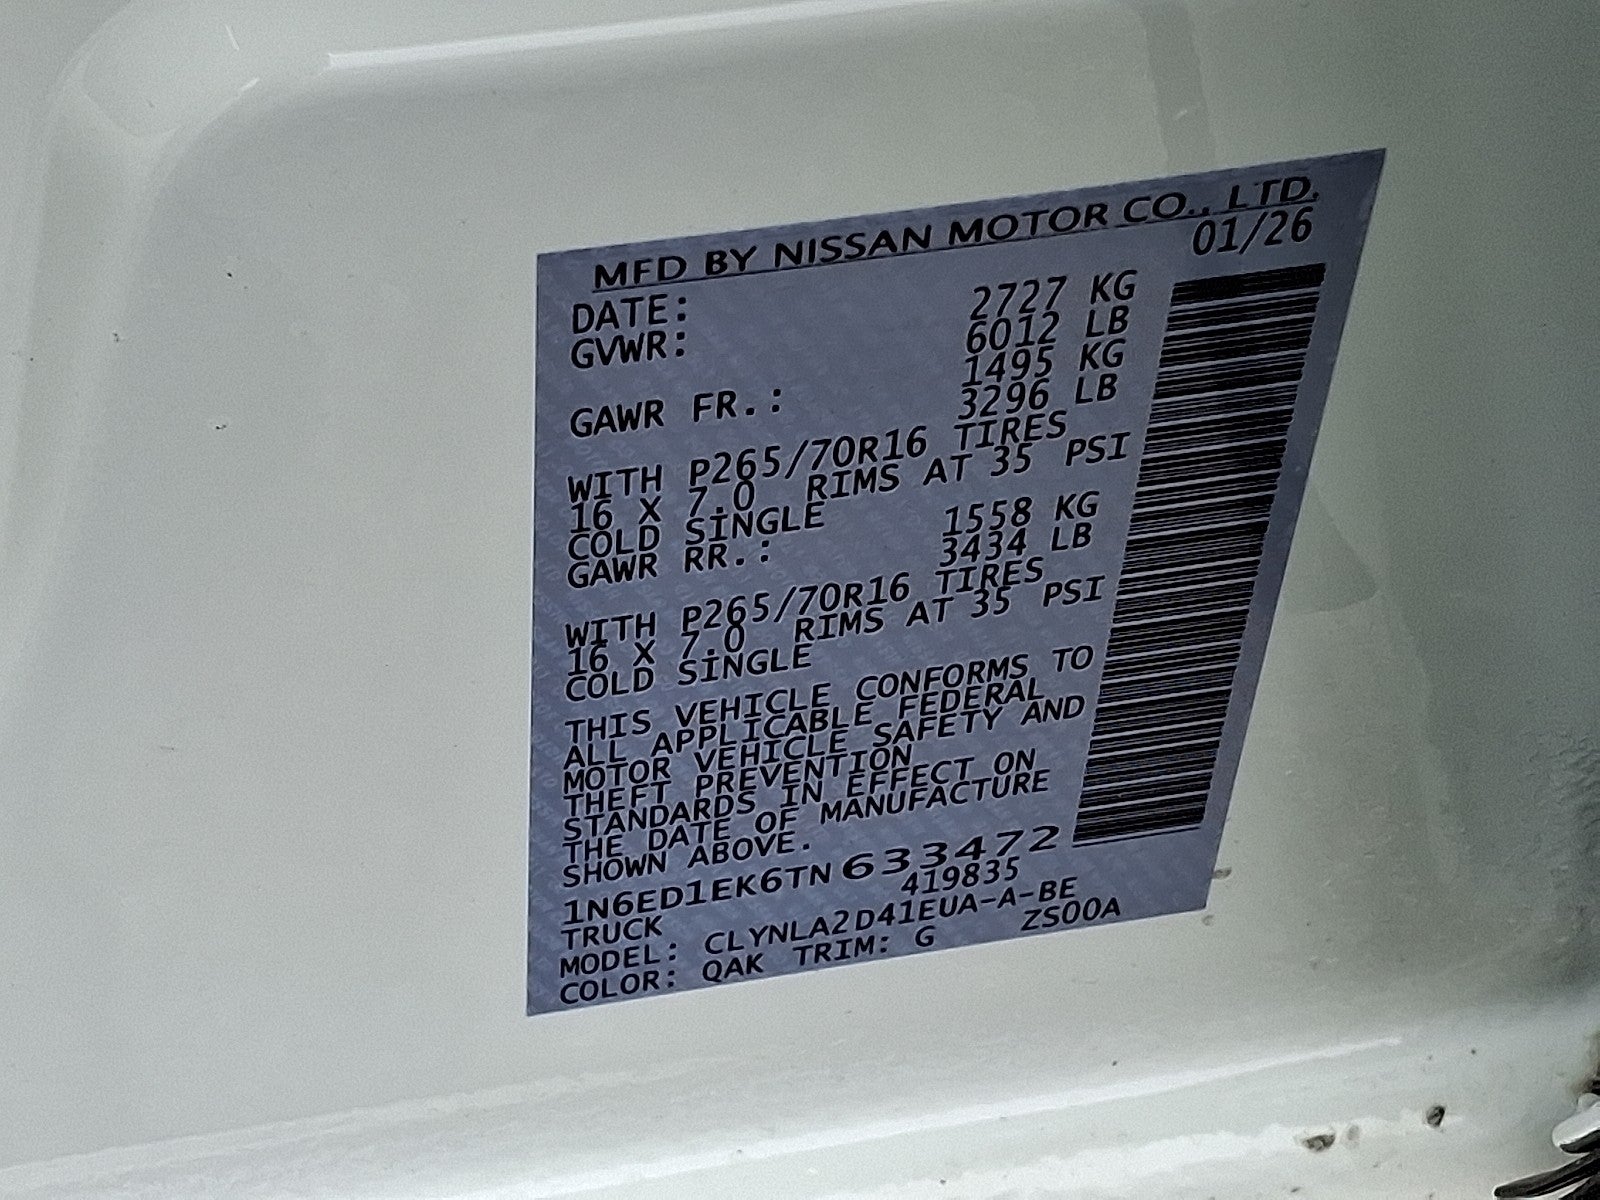 MFD BY NISSAN MOTOR CO., LTD.
DATE: 01/26
GVWR: 2727 KG
6012 LB
GAWR FR.: 1495 KG
3296 LB
WITH P265/70R16 TIRES
16 X 7.0 RIMS AT 35 PSI
COLD SINGLE
GAWR RR.: 1558 KG
3434 LB
WITH P265/70R16 TIRES
16 X 7.0 RIMS AT 35 PSI
COLD SINGLE
THIS VEHICLE CONFORMS TO
ALL APPLICABLE FEDERAL
MOTOR VEHICLE SAFETY AND
THEFT PREVENTION
STANDARDS IN EFFECT ON
THE DATE OF MANUFACTURE
SHOWN ABOVE.
1N6ED1EK6TN633472
TRUCK 419835
MODEL: CLYNLA2D41EUA-A-BE
COLOR: QAK TRIM: G ZS00A